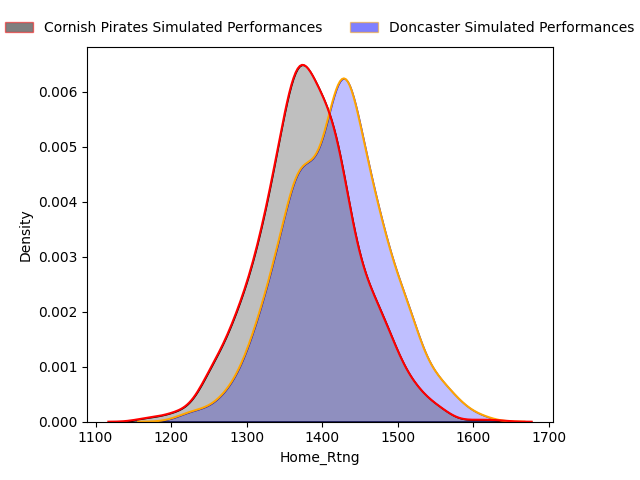 Cornish Pirates Simulated Performances
Doncaster Simulated Performances
0.006
0.005
0.004
0.003
0.002
0.001
0.000
Density
1100 1200 1300 1400 1500 1600 1700
Home_Rtng